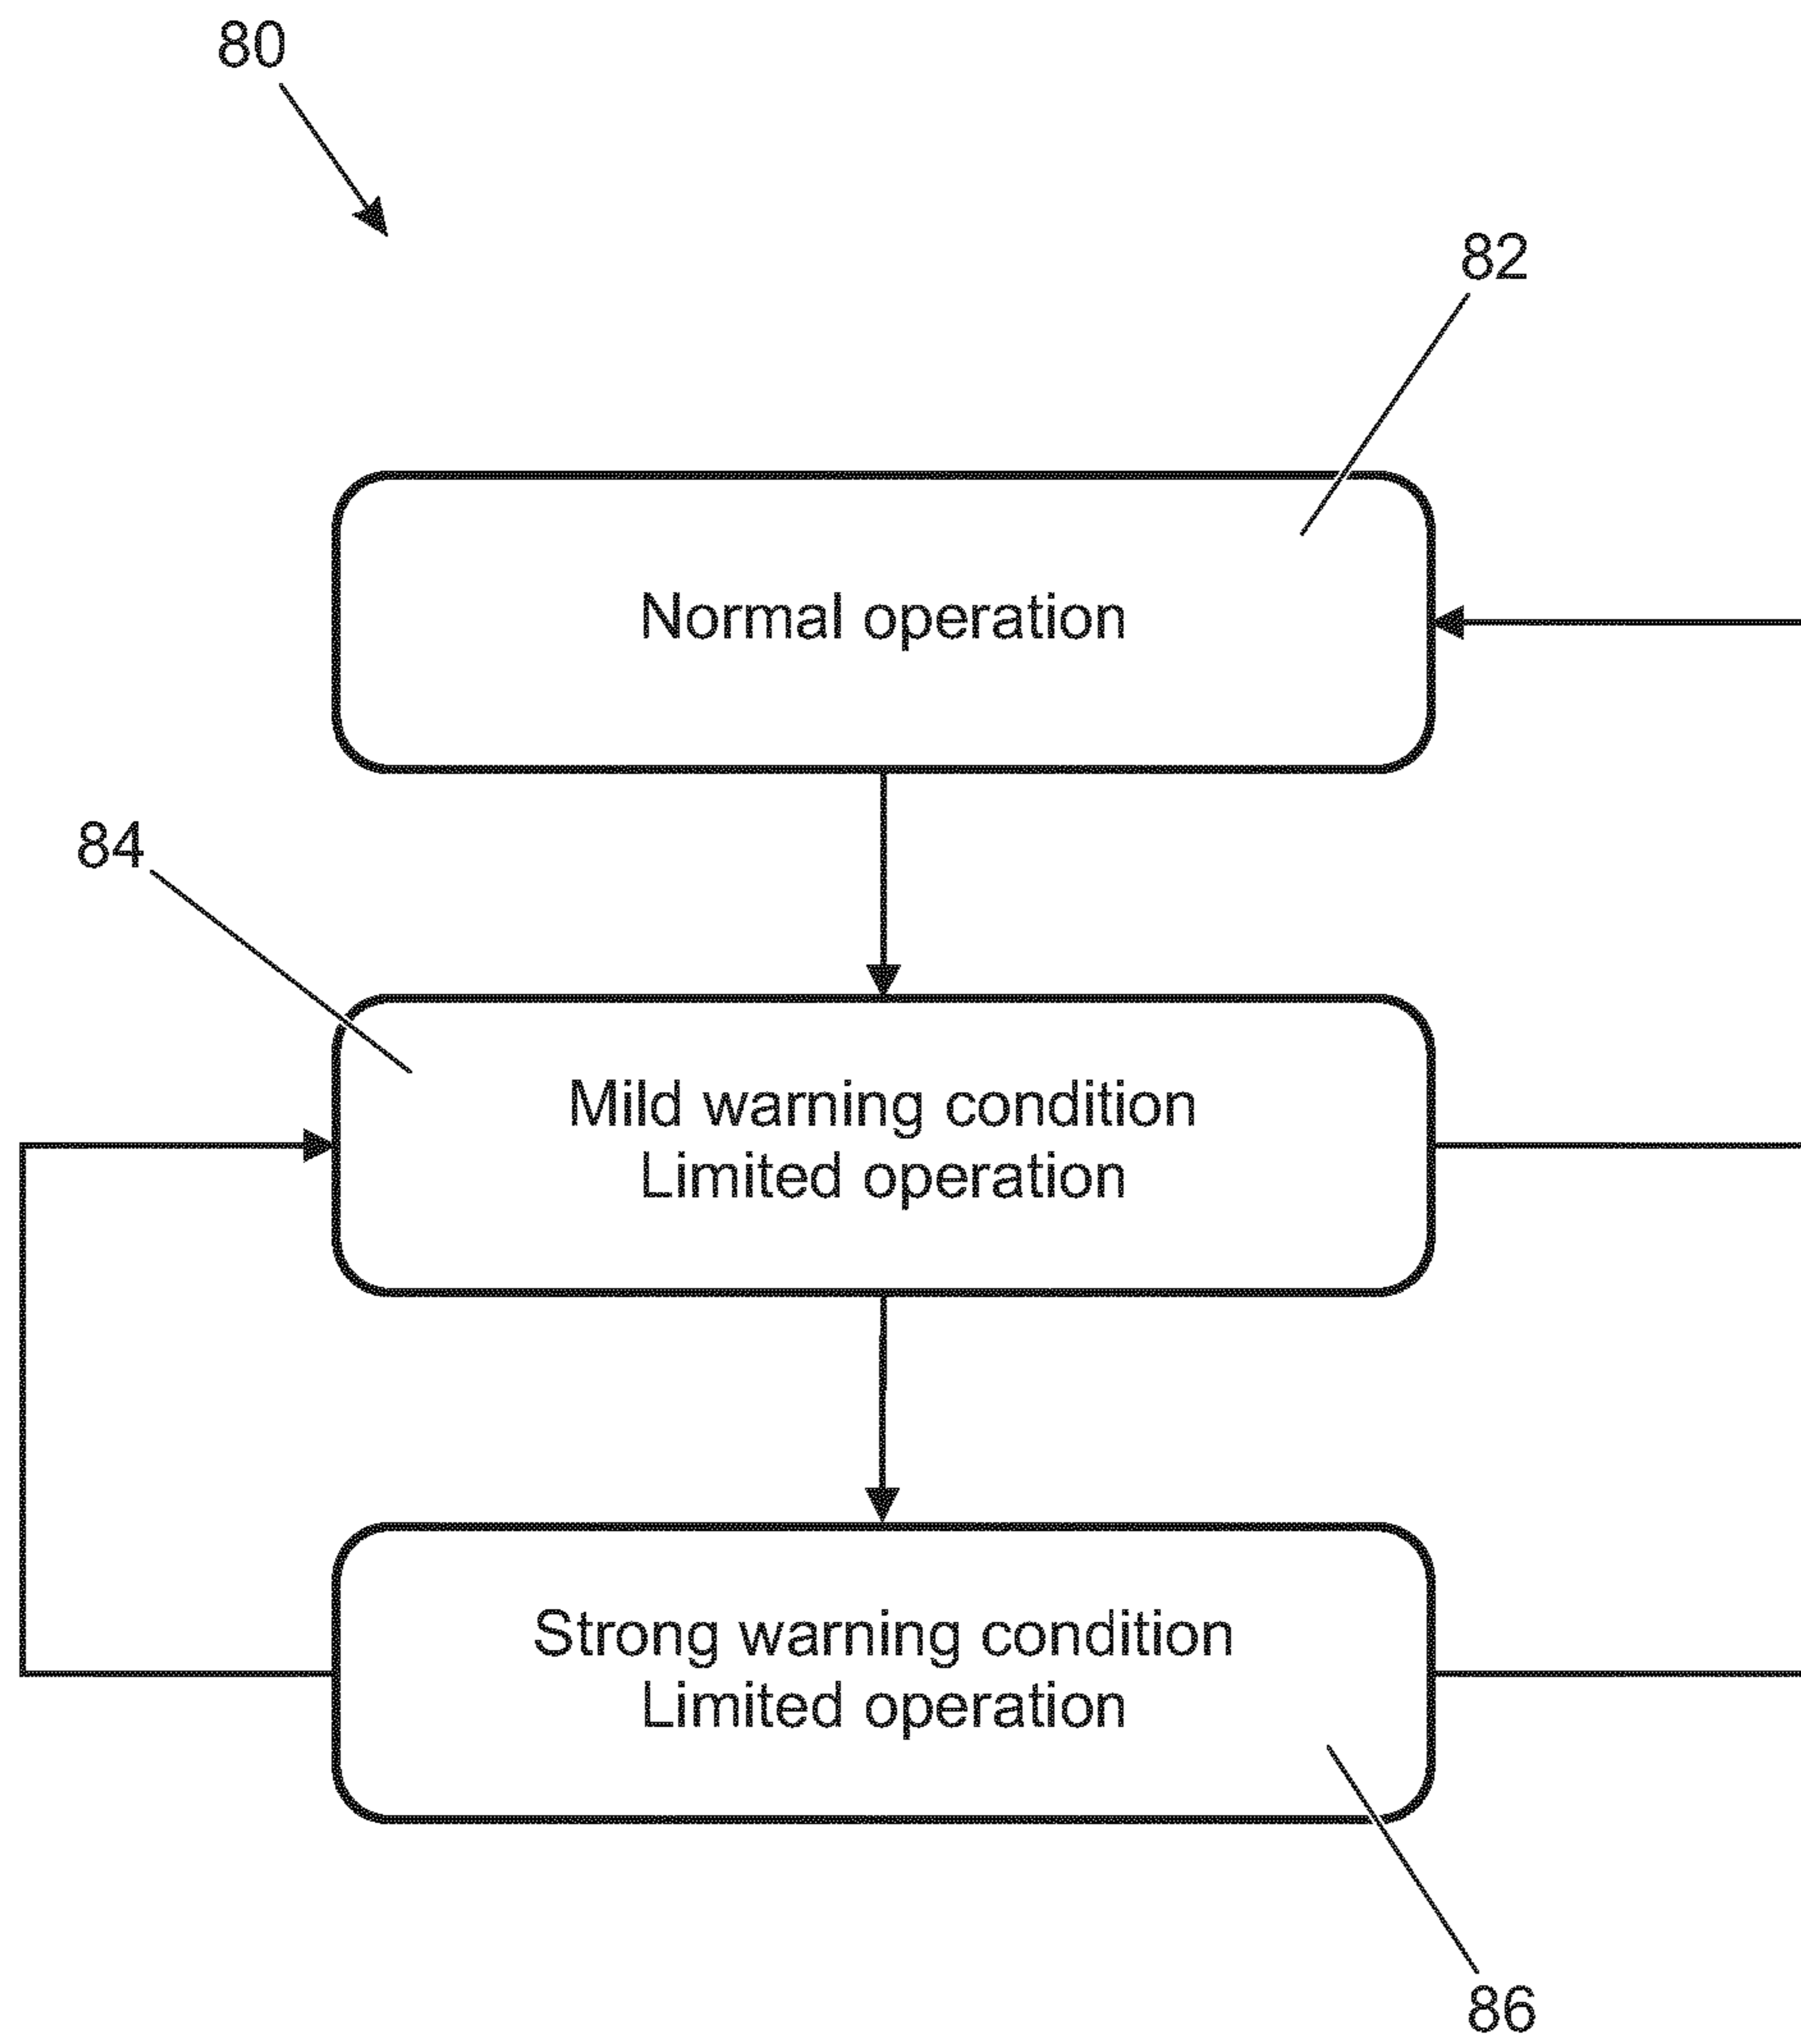 80
82
Normal operation
84
Mild warning condition
Limited operation
Strong warning condition
Limited operation
86